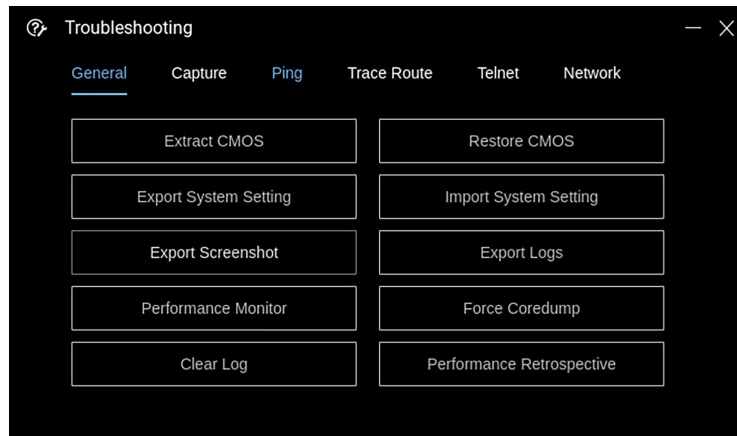 Troubleshooting
General Capture Ping Trace Route Telnet Network
Extract CMOS Restore CMOS
Export System Setting Import System Setting
Export Screenshot Export Logs
Performance Monitor Force Coredump
Clear Log Performance Retrospective